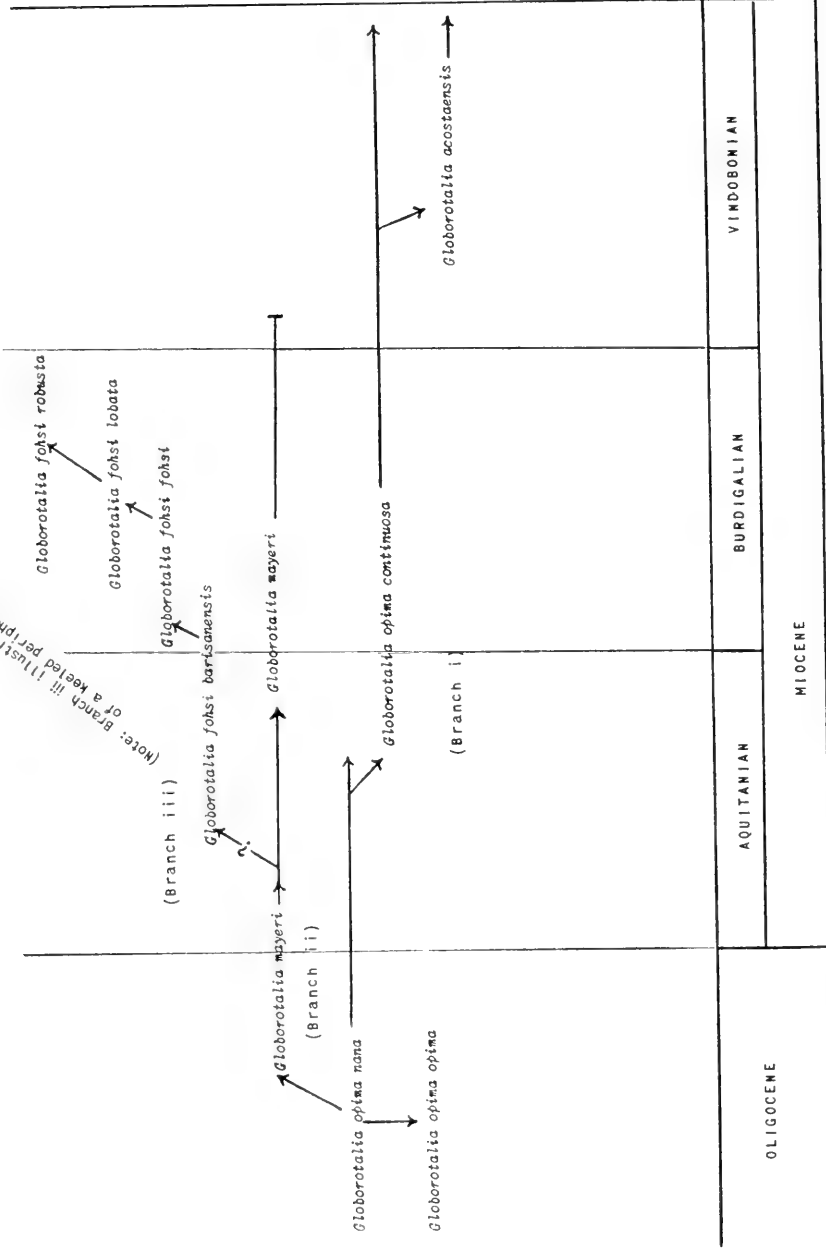 (Note: Branch iii
of a keeled
(Branch iii)
Globorotalia fohsi robusta
Globorotalia fohsi lobata
Globorotalia fohsi fohsi
Globorotalia fohsi barisanensis
?
Globorotalia mayeri
Globorotalia mayeri
(Branch ii)
Globorotalia opima nana
Globorotalia opima continuosa
(Branch i)
Globorotalia opima opima
Globorotalia acostaensis
OLIGOCENE
AQUITANIAN
BURDIGALIAN
VINDOBONIAN
MIOCENE